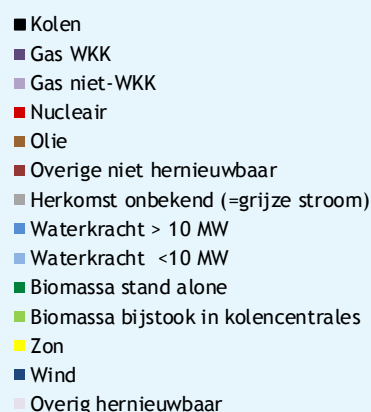 Kolen
Gas WKK
Gas niet-WKK
Nucleair
Olie
Overige niet hernieuwbaar
Herkomst onbekend (=grijze stroom)
Waterkracht > 10 MW
Waterkracht <10 MW
Biomassa stand alone
Biomassa bijstook in kolencentrales
Zon
Wind
Overig hernieuwbaar